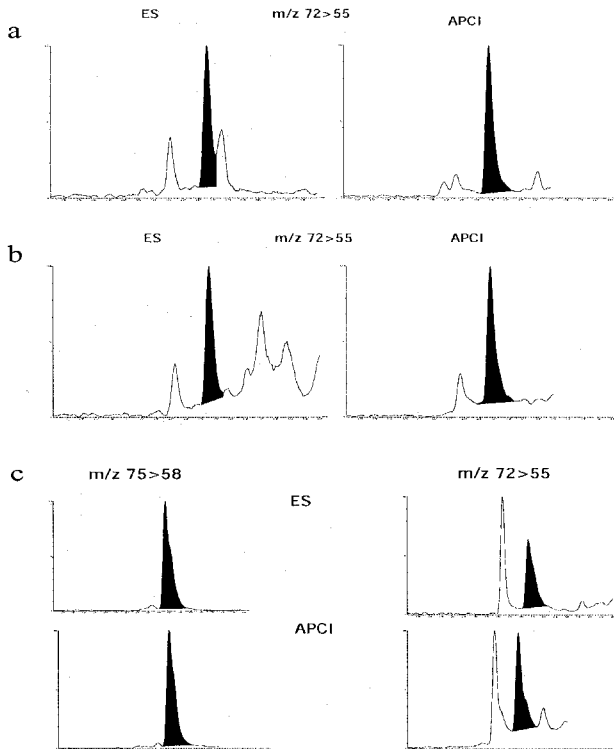 a
ES m/z 72>55 APCI
b
ES m/z 72>55 APCI
c
m/z 75>58 m/z 72>55
ES
APCI